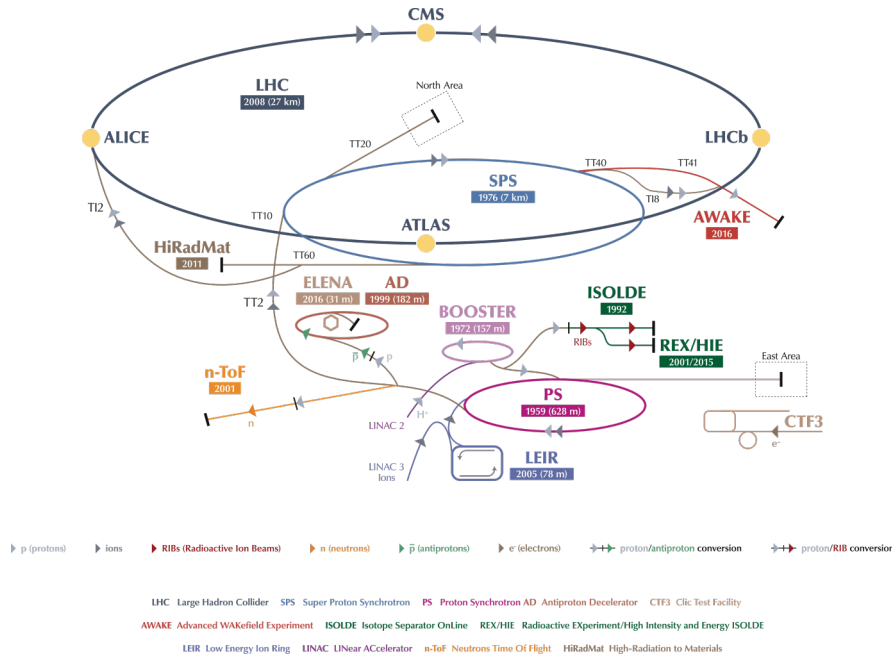 CMS
LHC
2008 (27 km)
North Area
ALICE
TT20
LHCb
TT40
TT41
SPS
1976 (7 km)
TI8
TI2
TT10
ATLAS
AWAKE
2016
HiRadMat
2011
TT60
ELENA
2016 (31 m)
AD
1999 (182 m)
TT2
BOOSTER
1972 (157 m)
ISOLDE
1992
RIBs
REX/HIE
2001/2015
p̅
p
East Area
n-ToF
2001
PS
1959 (628 m)
n
H⁺
LINAC 2
CTF3
e⁻
LINAC 3
Ions
LEIR
2005 (78 m)
p (protons) ions RIBs (Radioactive Ion Beams) n (neutrons) p̅ (antiprotons) e⁻ (electrons) proton/antiproton conversion proton/RIB conversion
LHC Large Hadron Collider SPS Super Proton Synchrotron PS Proton Synchrotron AD Antiproton Decelerator CTF3 Clic Test Facility
AWAKE Advanced WAKefield Experiment ISOLDE Isotope Separator OnLine REX/HIE Radioactive EXperiment/High Intensity and Energy ISOLDE
LEIR Low Energy Ion Ring LINAC LINear ACcelerator n-ToF Neutrons Time Of Flight HiRadMat High-Radiation to Materials